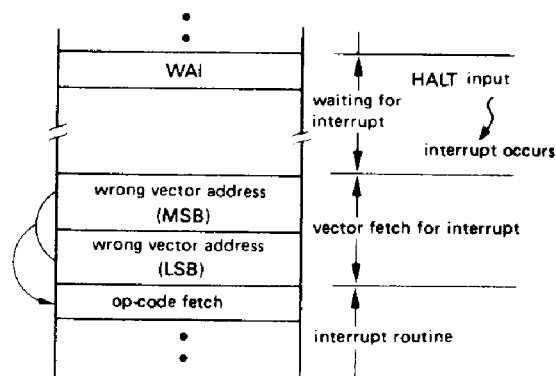 WAI
HALT input
waiting for
interrupt
interrupt occurs
wrong vector address
(MSB)
vector fetch for interrupt
wrong vector address
(LSB)
op-code fetch
interrupt routine